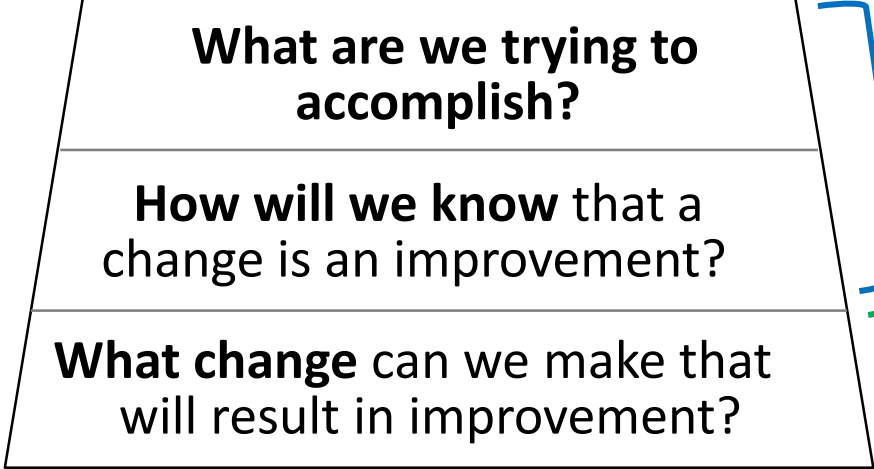 What are we trying to
accomplish?
How will we know that a
change is an improvement?
What change can we make that
will result in improvement?